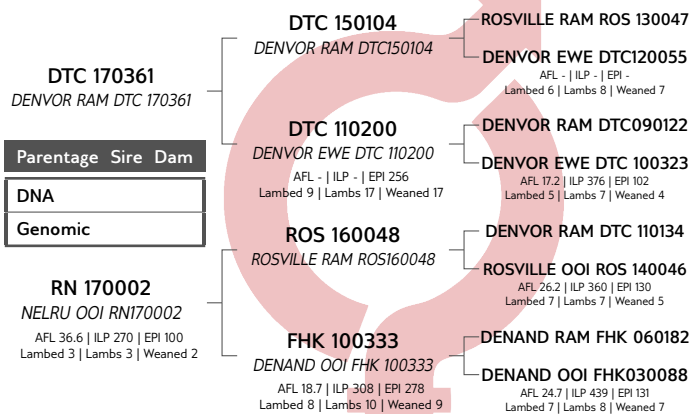 DTC 170361
DENVOR RAM DTC 170361
Parentage Sire Dam
DNA
Genomic
RN 170002
NELRU OOI RN170002
AFL 36.6 | ILP 270 | EPI 100
Lambed 3 | Lambs 3 | Weaned 2
DTC 150104
DENVOR RAM DTC150104
DTC 110200
DENVOR EWE DTC 110200
AFL - | ILP - | EPI 256
Lambed 9 | Lambs 17 | Weaned 17
ROS 160048
ROSVILLE RAM ROS160048
FHK 100333
DENAND OOI FHK 100333
AFL 18.7 | ILP 308 | EPI 278
Lambed 8 | Lambs 10 | Weaned 9
ROSVILLE RAM ROS 130047
DENVOR EWE DTC120055
AFL - | ILP - | EPI -
Lambed 6 | Lambs 8 | Weaned 7
DENVOR RAM DTC090122
DENVOR EWE DTC 100323
AFL 17.2 | ILP 376 | EPI 102
Lambed 5 | Lambs 7 | Weaned 4
DENVOR RAM DTC 110134
ROSVILLE OOI ROS 140046
AFL 26.2 | ILP 360 | EPI 130
Lambed 7 | Lambs 7 | Weaned 5
DENAND RAM FHK 060182
DENAND OOI FHK030088
AFL 24.7 | ILP 439 | EPI 131
Lambed 7 | Lambs 8 | Weaned 7